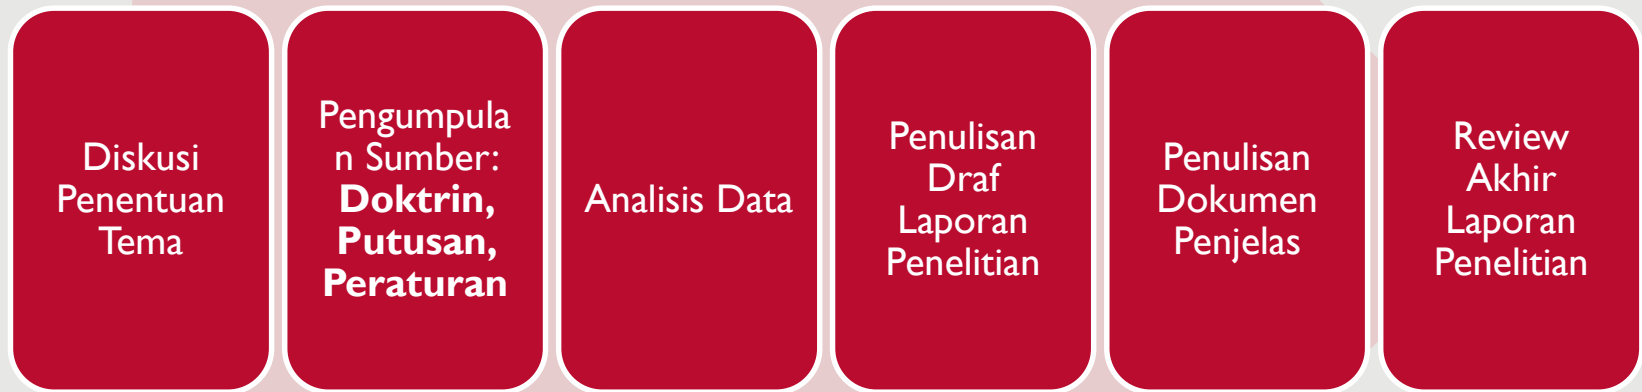 Diskusi
Penentuan
Tema
Pengumpula
n Sumber:
Doktrin,
Putusan,
Peraturan
Analisis Data
Penulisan
Draf
Laporan
Penelitian
Penulisan
Dokumen
Penjelas
Review
Akhir
Laporan
Penelitian